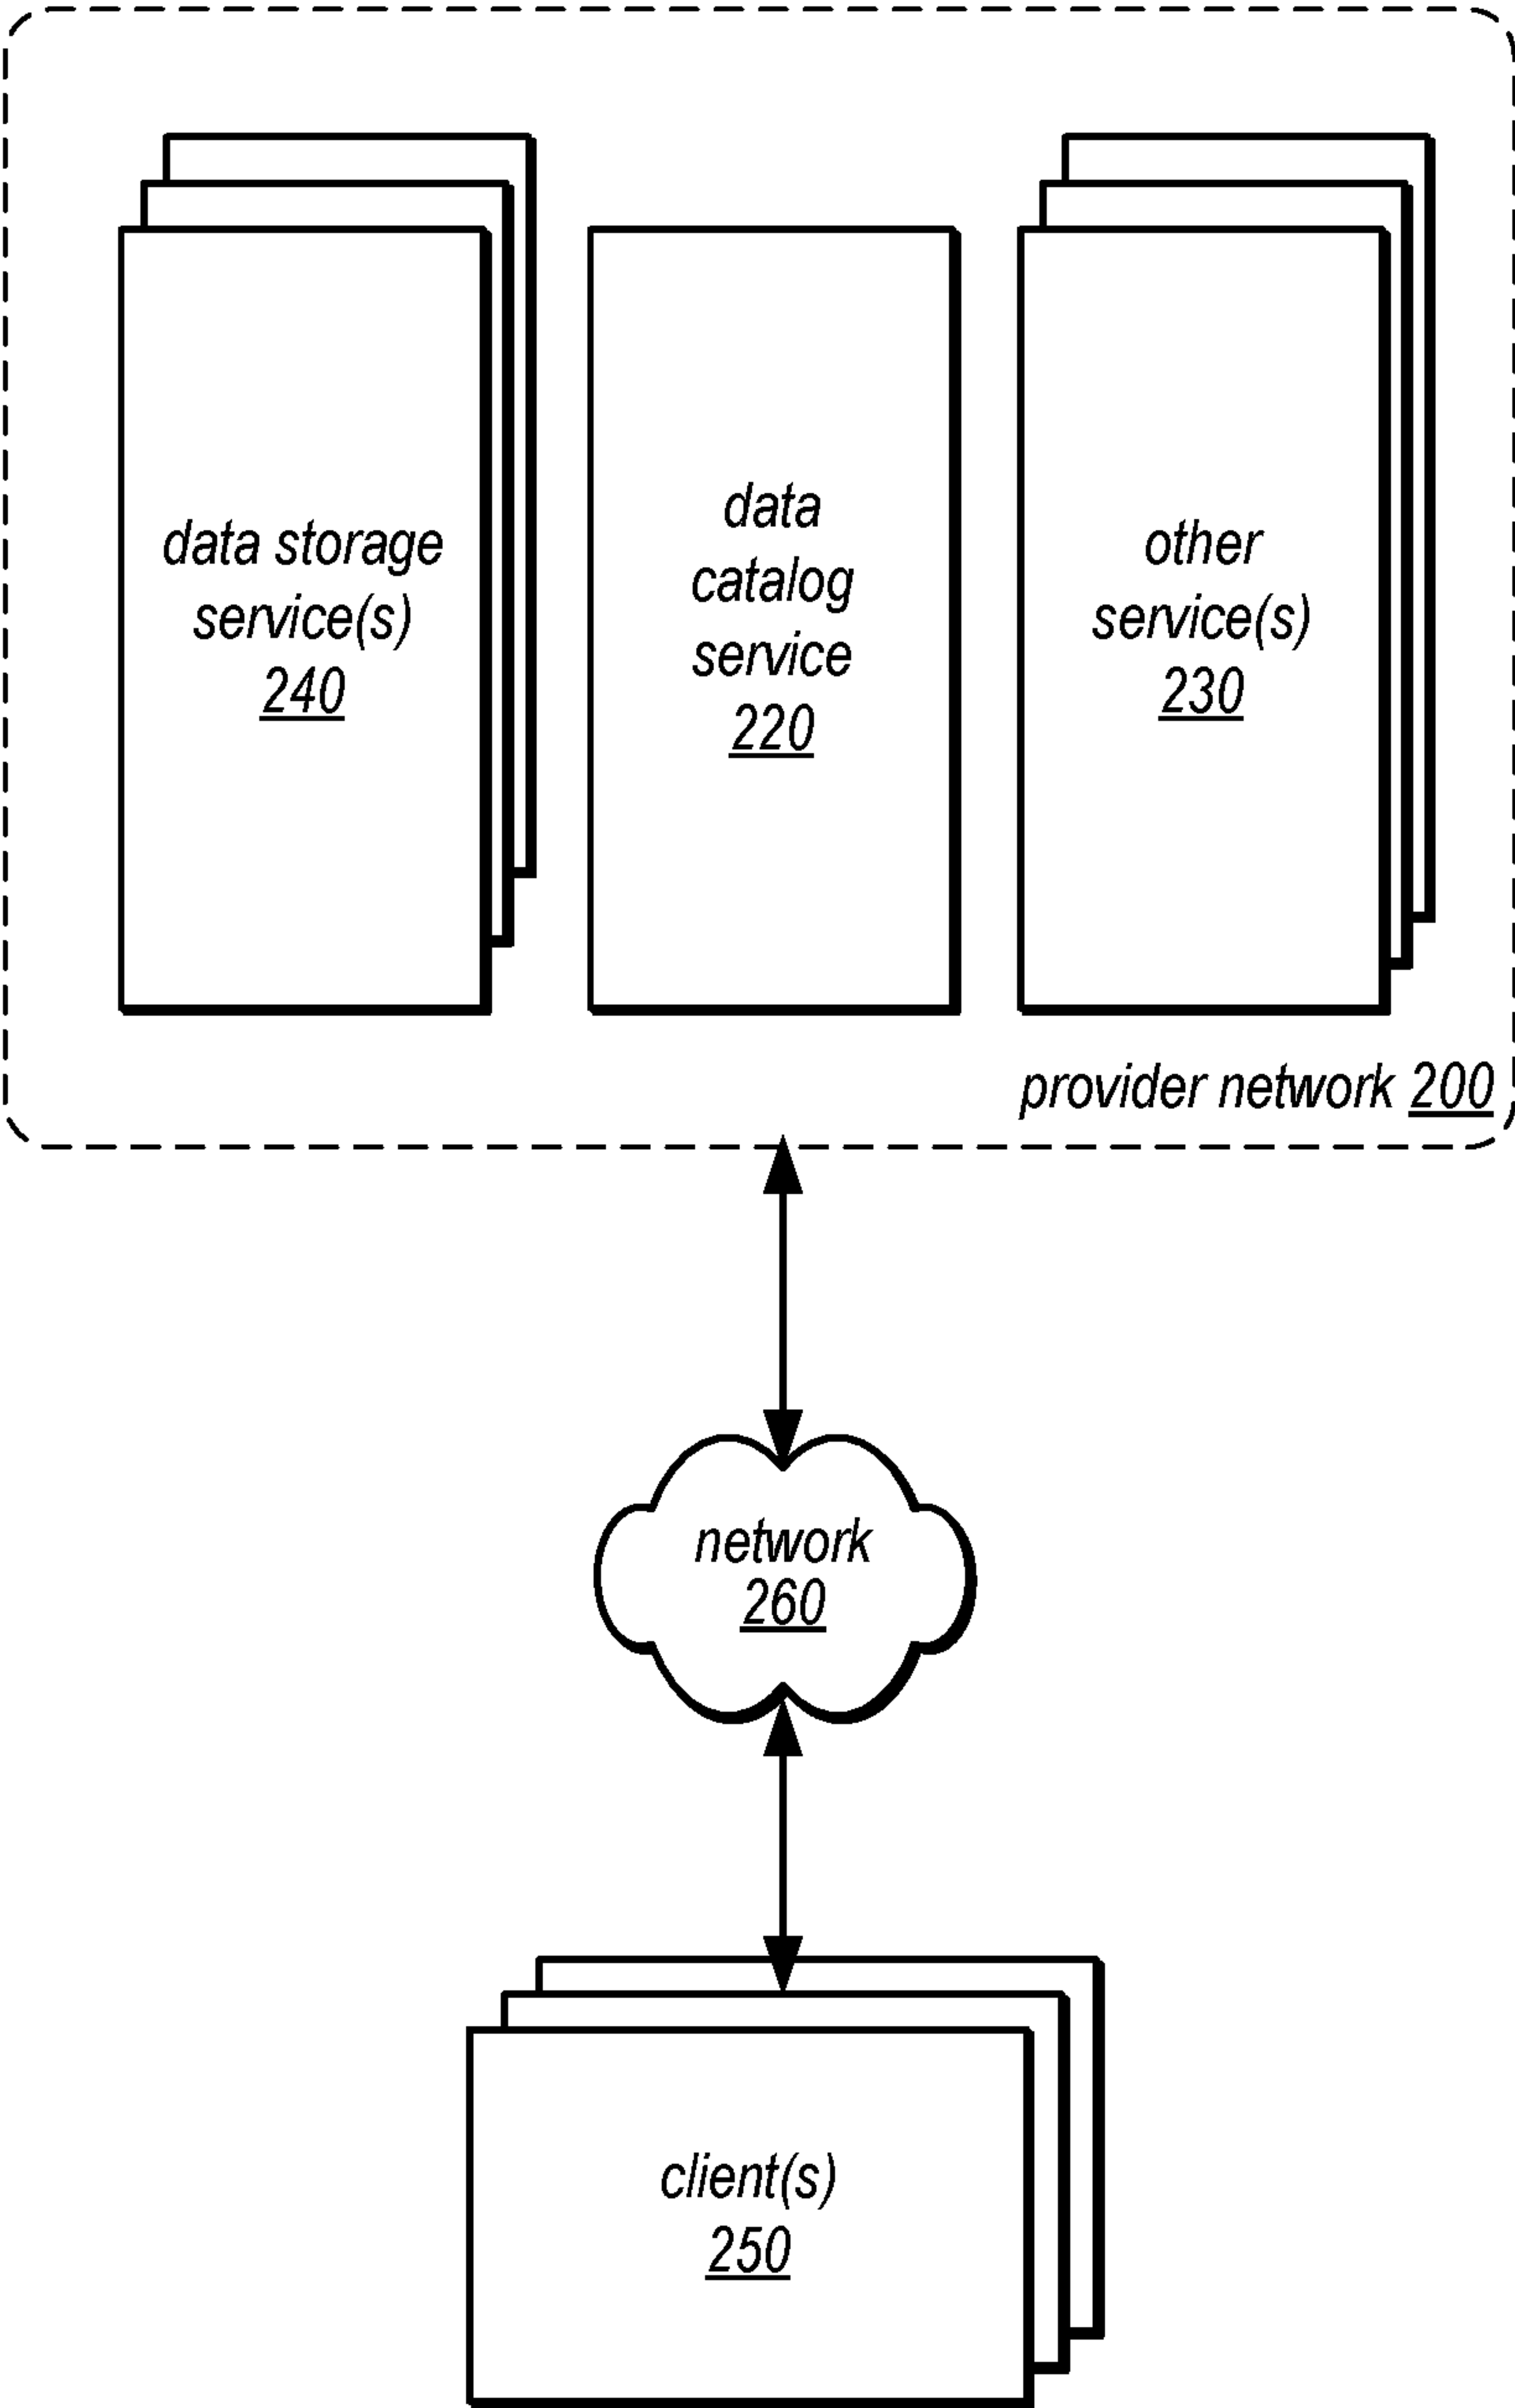 data storage
service(s)
240
data
catalog
service
220
other
service(s)
230
provider network 200
network
260
client(s)
250